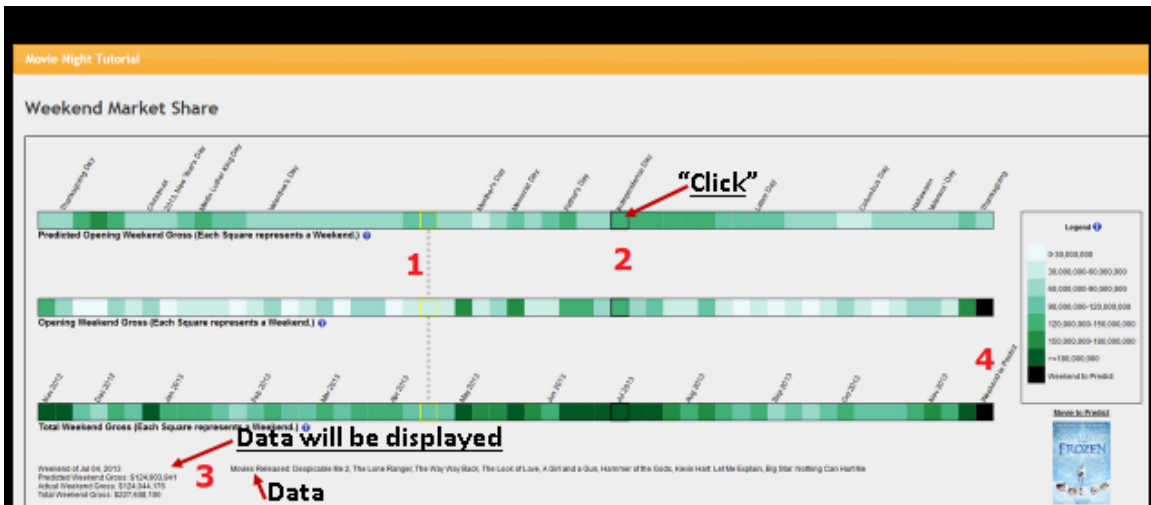 Movie Night Tutorial
Weekend Market Share
Thanksgiving Day
Christmas
2013, New Year's Day
Martin Luther King Day
Valentine's Day
Mother's Day
Memorial Day
Father's Day
Independence Day
Labor Day
Columbus Day
Halloween
Veterans' Day
Thanksgiving
"Click"
Predicted Opening Weekend Gross (Each Square represents a Weekend.)
1
2
Opening Weekend Gross (Each Square represents a Weekend.)
Nov 2012
Dec 2012
Jan 2013
Feb 2013
Mar 2013
Apr 2013
May 2013
Jun 2013
Jul 2013
Aug 2013
Sep 2013
Oct 2013
Nov 2013
Weekend to Predict
4
Total Weekend Gross (Each Square represents a Weekend.)
Legend
0-30,000,000
30,000,000-60,000,000
60,000,000-90,000,000
90,000,000-120,000,000
120,000,000-150,000,000
150,000,000-180,000,000
>=180,000,000
Weekend to Predict
Movie to Predict
FROZEN
Data will be displayed
3
Weekend of Jul 04, 2013
Predicted Weekend Gross:
Actual Weekend Gross:
Total Weekend Gross:
Movies Released: Despicable Me 2, The Lone Ranger, The Way Way Back, The Look of Love, A Girl and a Gun, Hammer of the Gods, Kevin Hart: Let Me Explain, Big Star: Nothing Can Hurt Me
Data